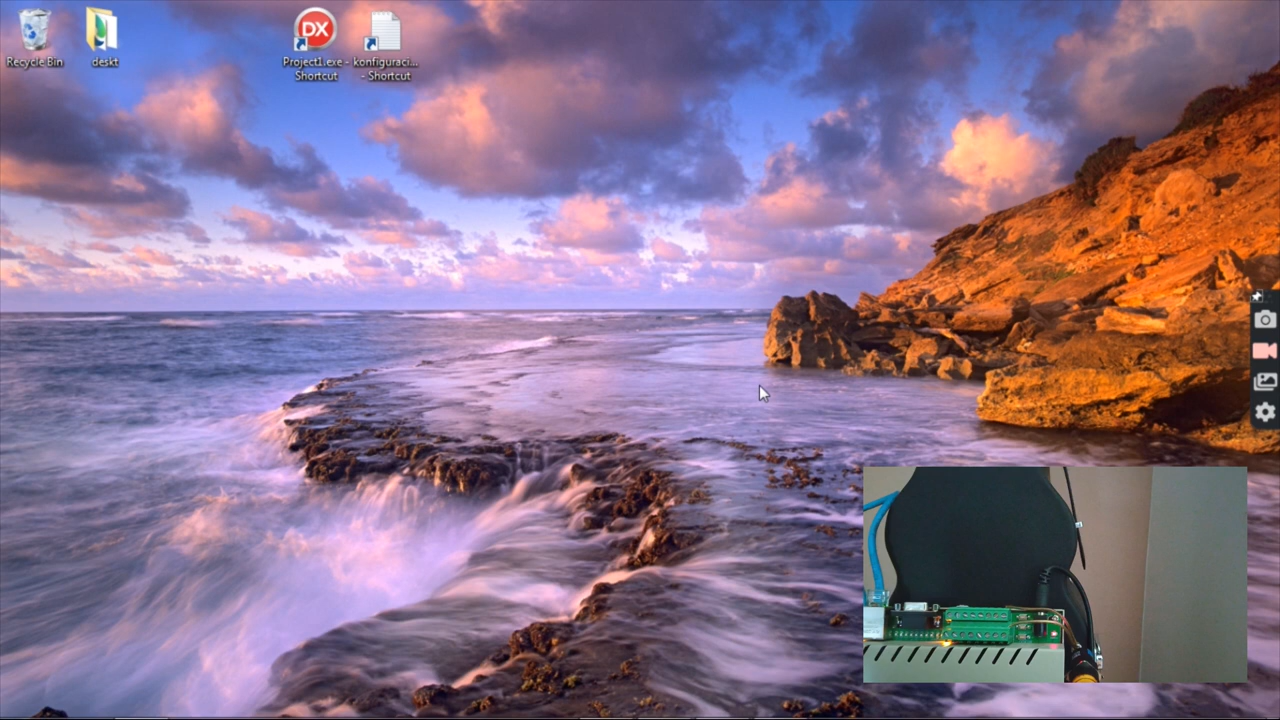 Recycle Bin
deskt
DX
Project1.exe - Shortcut
konfiguraci... - Shortcut